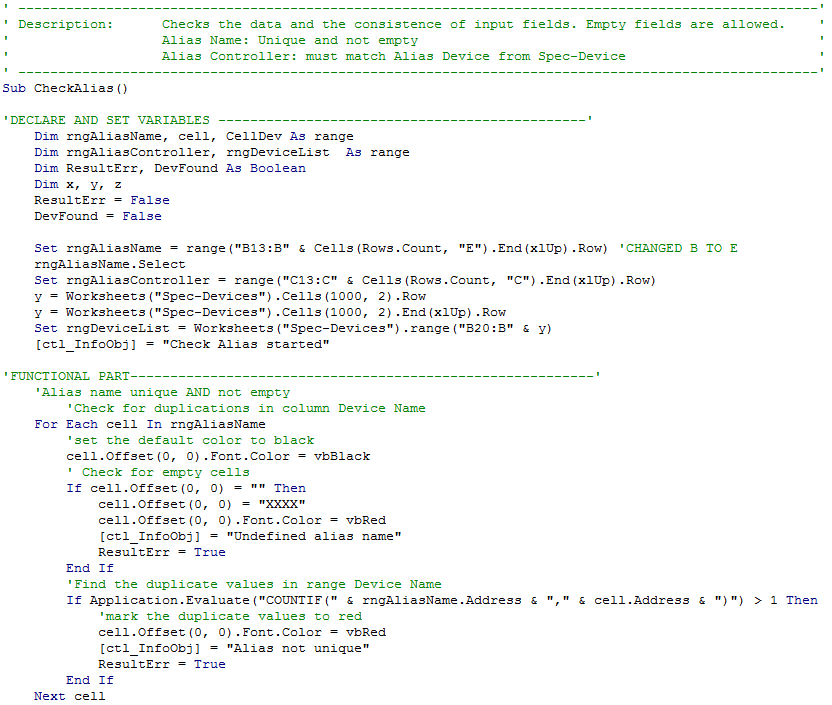 ' ----------------------------------------------------------------------------------------------------'
' Description:      Checks the data and the consistence of input fields. Empty fields are allowed.    '
'                   Alias Name: Unique and not empty                                                  '
'                   Alias Controller: must match Alias Device from Spec-Device                        '
' ----------------------------------------------------------------------------------------------------'
Sub CheckAlias()

'DECLARE AND SET VARIABLES ----------------------------------------------'
    Dim rngAliasName, cell, CellDev As range
    Dim rngAliasController, rngDeviceList  As range
    Dim ResultErr, DevFound As Boolean
    Dim x, y, z
    ResultErr = False
    DevFound = False

    Set rngAliasName = range("B13:B" & Cells(Rows.Count, "E").End(xlUp).Row) 'CHANGED B TO E
    rngAliasName.Select
    Set rngAliasController = range("C13:C" & Cells(Rows.Count, "C").End(xlUp).Row)
    y = Worksheets("Spec-Devices").Cells(1000, 2).Row
    y = Worksheets("Spec-Devices").Cells(1000, 2).End(xlUp).Row
    Set rngDeviceList = Worksheets("Spec-Devices").range("B20:B" & y)
    [ctl_InfoObj] = "Check Alias started"

'FUNCTIONAL PART----------------------------------------------------------'
    'Alias name unique AND not empty
        'Check for duplications in column Device Name
    For Each cell In rngAliasName
        'set the default color to black
        cell.Offset(0, 0).Font.Color = vbBlack
        ' Check for empty cells
        If cell.Offset(0, 0) = "" Then
            cell.Offset(0, 0) = "XXXX"
            cell.Offset(0, 0).Font.Color = vbRed
            [ctl_InfoObj] = "Undefined alias name"
            ResultErr = True
        End If
        'Find the duplicate values in range Device Name
        If Application.Evaluate("COUNTIF(" & rngAliasName.Address & "," & cell.Address & ")") > 1 Then
            'mark the duplicate values to red
            cell.Offset(0, 0).Font.Color = vbRed
            [ctl_InfoObj] = "Alias not unique"
            ResultErr = True
        End If
    Next cell